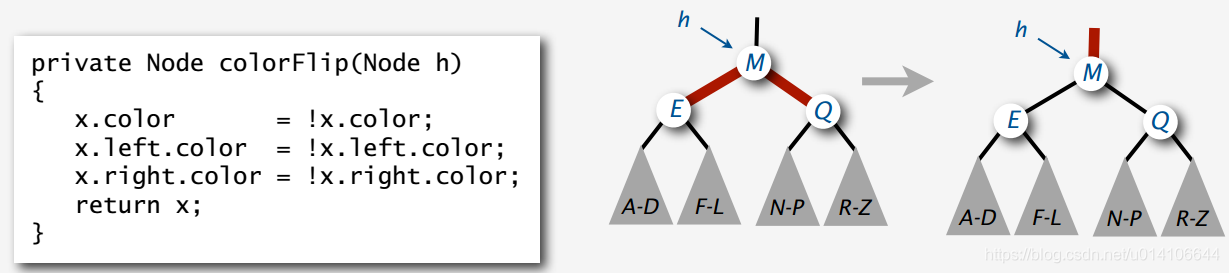 private Node colorFlip(Node h)
{
x.color = !x.color;
x.left.color = !x.left.color;
x.right.color = !x.right.color;
return x;
}
h
M
E
Q
A-D
F-L
N-P
R-Z
h
M
E
Q
A-D
F-L
N-P
R-Z
https://blog.csdn.net/u014106644